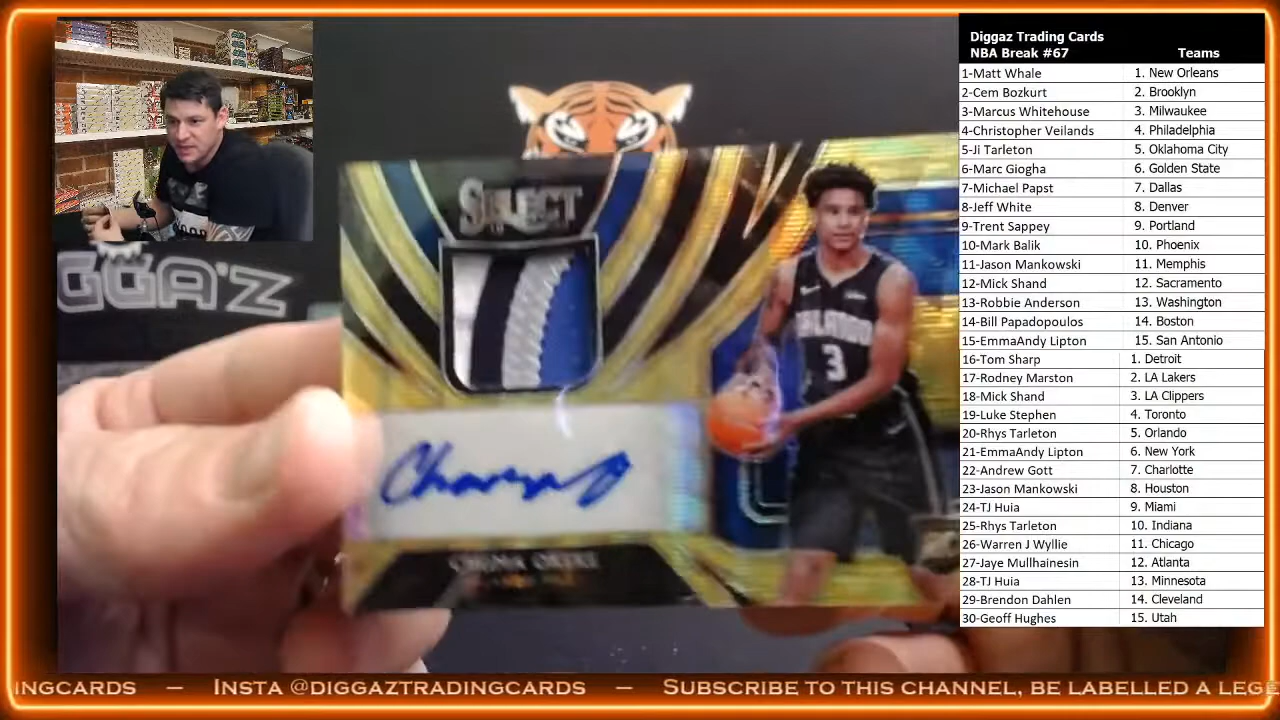 Diggaz Trading Cards
NBA Break #67 Teams
1-Matt Whale 1. New Orleans
2-Cem Bozkurt 2. Brooklyn
3-Marcus Whitehouse 3. Milwaukee
4-Christopher Veilands 4. Philadelphia
5-Ji Tarleton 5. Oklahoma City
6-Marc Giogha 6. Golden State
7-Michael Papst 7. Dallas
8-Jeff White 8. Denver
9-Trent Sappey 9. Portland
10-Mark Balik 10. Phoenix
11-Jason Mankowski 11. Memphis
12-Mick Shand 12. Sacramento
13-Robbie Anderson 13. Washington
14-Bill Papadopoulos 14. Boston
15-EmmaAndy Lipton 15. San Antonio
16-Tom Sharp 1. Detroit
17-Rodney Marston 2. LA Lakers
18-Mick Shand 3. LA Clippers
19-Luke Stephen 4. Toronto
20-Rhys Tarleton 5. Orlando
21-EmmaAndy Lipton 6. New York
22-Andrew Gott 7. Charlotte
23-Jason Mankowski 8. Houston
24-TJ Huia 9. Miami
25-Rhys Tarleton 10. Indiana
26-Warren J Wyllie 11. Chicago
27-Jaye Mullhainesin 12. Atlanta
28-TJ Huia 13. Minnesota
29-Brendon Dahlen 14. Cleveland
30-Geoff Hughes 15. Utah
SELECT
GGAZ'Z
3
INGCARDS — INSTA @DIGGAZTRADINGCARDS — SUBSCRIBE TO THIS CHANNEL, BE LABELLED A LEGE